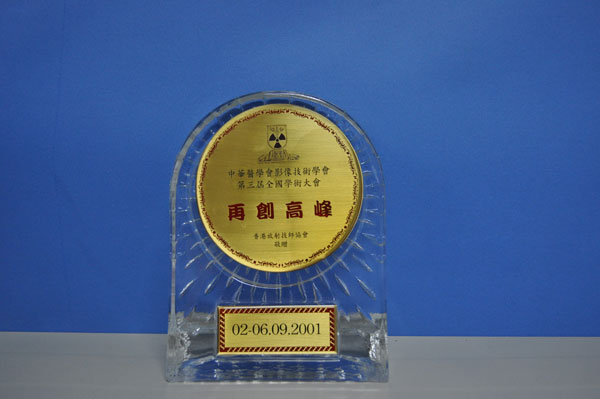 中華醫學會影像技術學會
第三届全國學術大會
再創高峰
香港放射技師協會
敬贈
02-06.09.2001